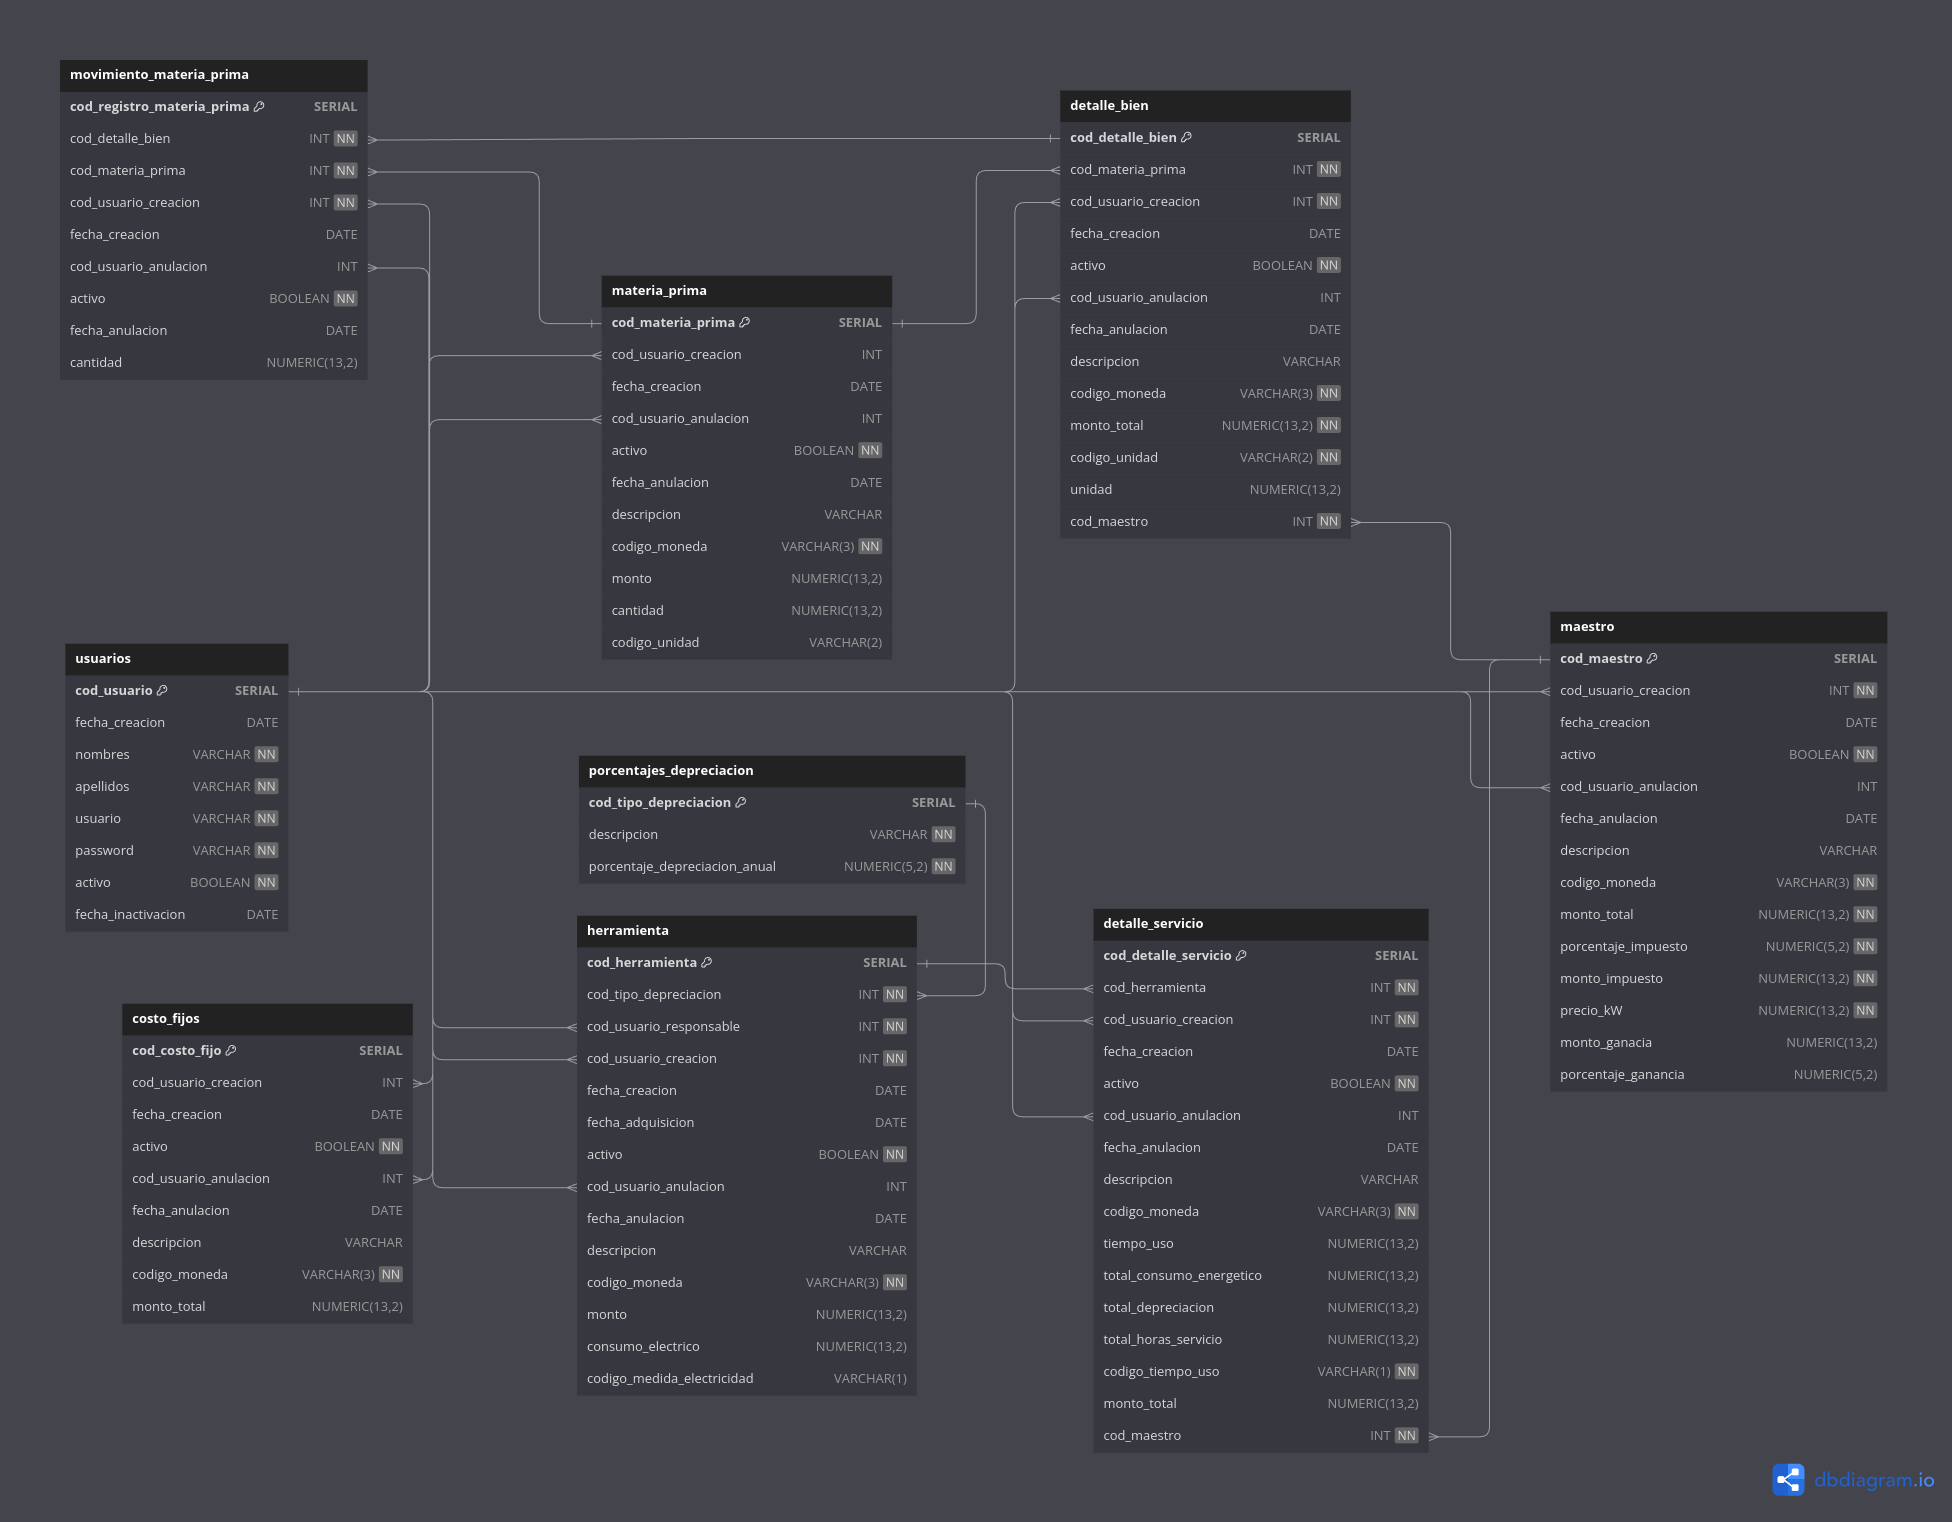 movimiento_materia_prima
cod_registro_materia_prima SERIAL
cod_detalle_bien INT NN
cod_materia_prima INT NN
cod_usuario_creacion INT NN
fecha_creacion DATE
cod_usuario_anulacion INT
activo BOOLEAN NN
fecha_anulacion DATE
cantidad NUMERIC(13,2)
detalle_bien
cod_detalle_bien SERIAL
cod_materia_prima INT NN
cod_usuario_creacion INT NN
fecha_creacion DATE
activo BOOLEAN NN
cod_usuario_anulacion INT
fecha_anulacion DATE
descripcion VARCHAR
codigo_moneda VARCHAR(3) NN
monto_total NUMERIC(13,2) NN
codigo_unidad VARCHAR(2) NN
unidad NUMERIC(13,2)
cod_maestro INT NN
materia_prima
cod_materia_prima SERIAL
cod_usuario_creacion INT
fecha_creacion DATE
cod_usuario_anulacion INT
activo BOOLEAN NN
fecha_anulacion DATE
descripcion VARCHAR
codigo_moneda VARCHAR(3) NN
monto NUMERIC(13,2)
cantidad NUMERIC(13,2)
codigo_unidad VARCHAR(2)
maestro
cod_maestro SERIAL
cod_usuario_creacion INT NN
fecha_creacion DATE
activo BOOLEAN NN
cod_usuario_anulacion INT
fecha_anulacion DATE
descripcion VARCHAR
codigo_moneda VARCHAR(3) NN
monto_total NUMERIC(13,2) NN
porcentaje_impuesto NUMERIC(5,2) NN
monto_impuesto NUMERIC(13,2) NN
precio_kW NUMERIC(13,2) NN
monto_ganacia NUMERIC(13,2)
porcentaje_ganancia NUMERIC(5,2)
usuarios
cod_usuario SERIAL
fecha_creacion DATE
nombres VARCHAR NN
apellidos VARCHAR NN
usuario VARCHAR NN
password VARCHAR NN
activo BOOLEAN NN
fecha_inactivacion DATE
porcentajes_depreciacion
cod_tipo_depreciacion SERIAL
descripcion VARCHAR NN
porcentaje_depreciacion_anual NUMERIC(5,2) NN
herramienta
cod_herramienta SERIAL
cod_tipo_depreciacion INT NN
cod_usuario_responsable INT NN
cod_usuario_creacion INT NN
fecha_creacion DATE
fecha_adquisicion DATE
activo BOOLEAN NN
cod_usuario_anulacion INT
fecha_anulacion DATE
descripcion VARCHAR
codigo_moneda VARCHAR(3) NN
monto NUMERIC(13,2)
consumo_electrico NUMERIC(13,2)
codigo_medida_electricidad VARCHAR(1)
detalle_servicio
cod_detalle_servicio SERIAL
cod_herramienta INT NN
cod_usuario_creacion INT NN
fecha_creacion DATE
activo BOOLEAN NN
cod_usuario_anulacion INT
fecha_anulacion DATE
descripcion VARCHAR
codigo_moneda VARCHAR(3) NN
tiempo_uso NUMERIC(13,2)
total_consumo_energetico NUMERIC(13,2)
total_depreciacion NUMERIC(13,2)
total_horas_servicio NUMERIC(13,2)
codigo_tiempo_uso VARCHAR(1) NN
monto_total NUMERIC(13,2)
cod_maestro INT NN
costo_fijos
cod_costo_fijo SERIAL
cod_usuario_creacion INT
fecha_creacion DATE
activo BOOLEAN NN
cod_usuario_anulacion INT
fecha_anulacion DATE
descripcion VARCHAR
codigo_moneda VARCHAR(3) NN
monto_total NUMERIC(13,2)
dbdiagram.io